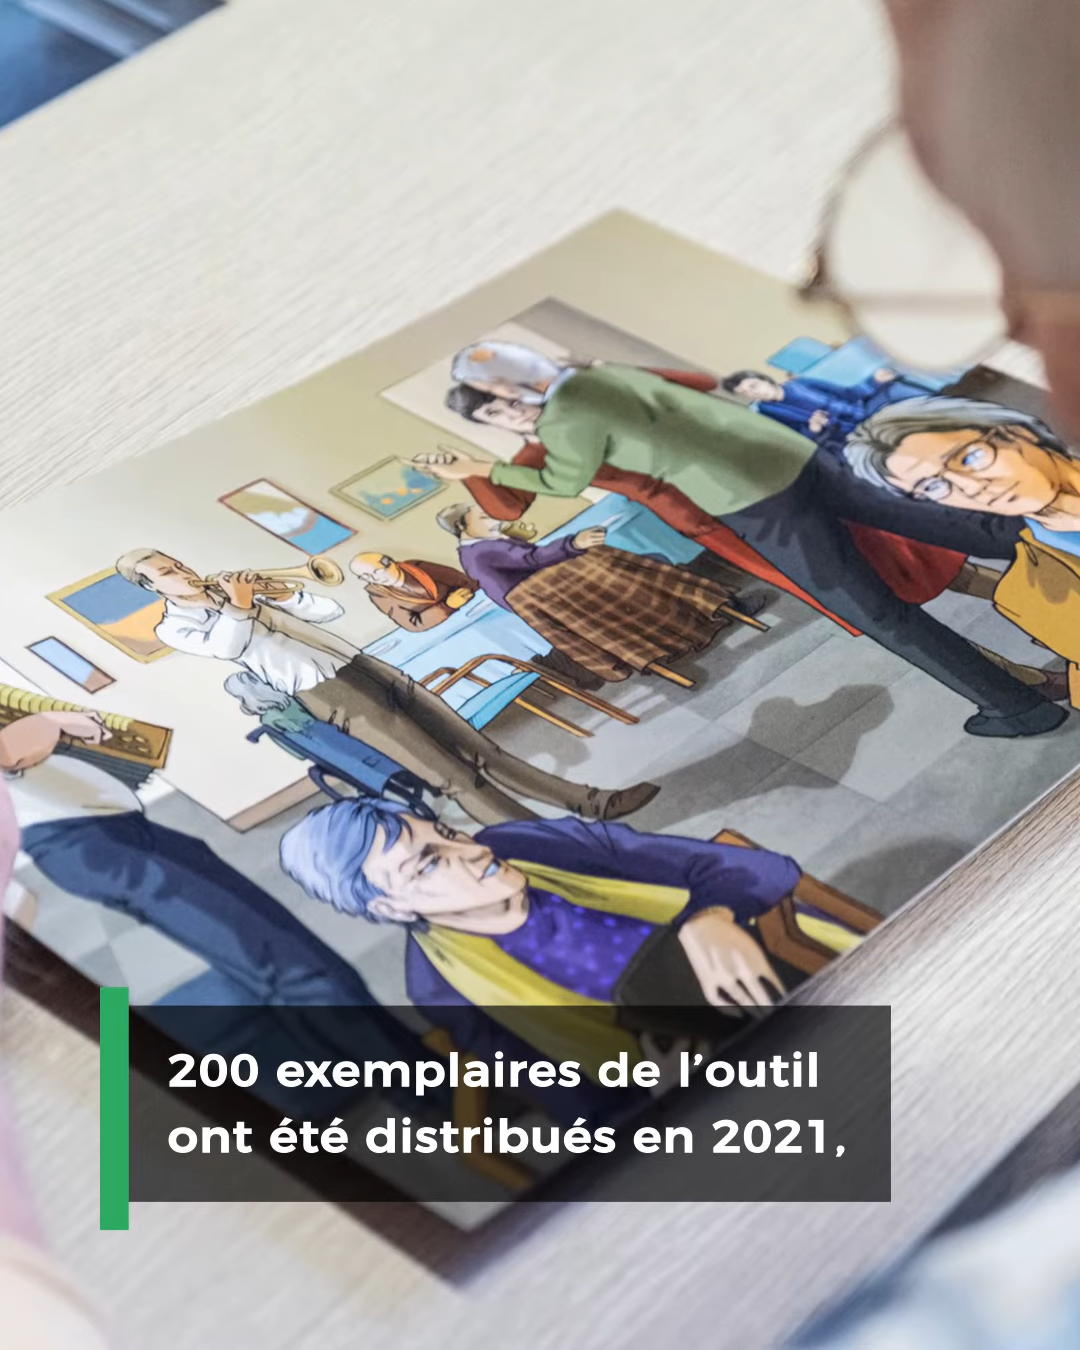 200 exemplaires de l’outil
ont été distribués en 2021,